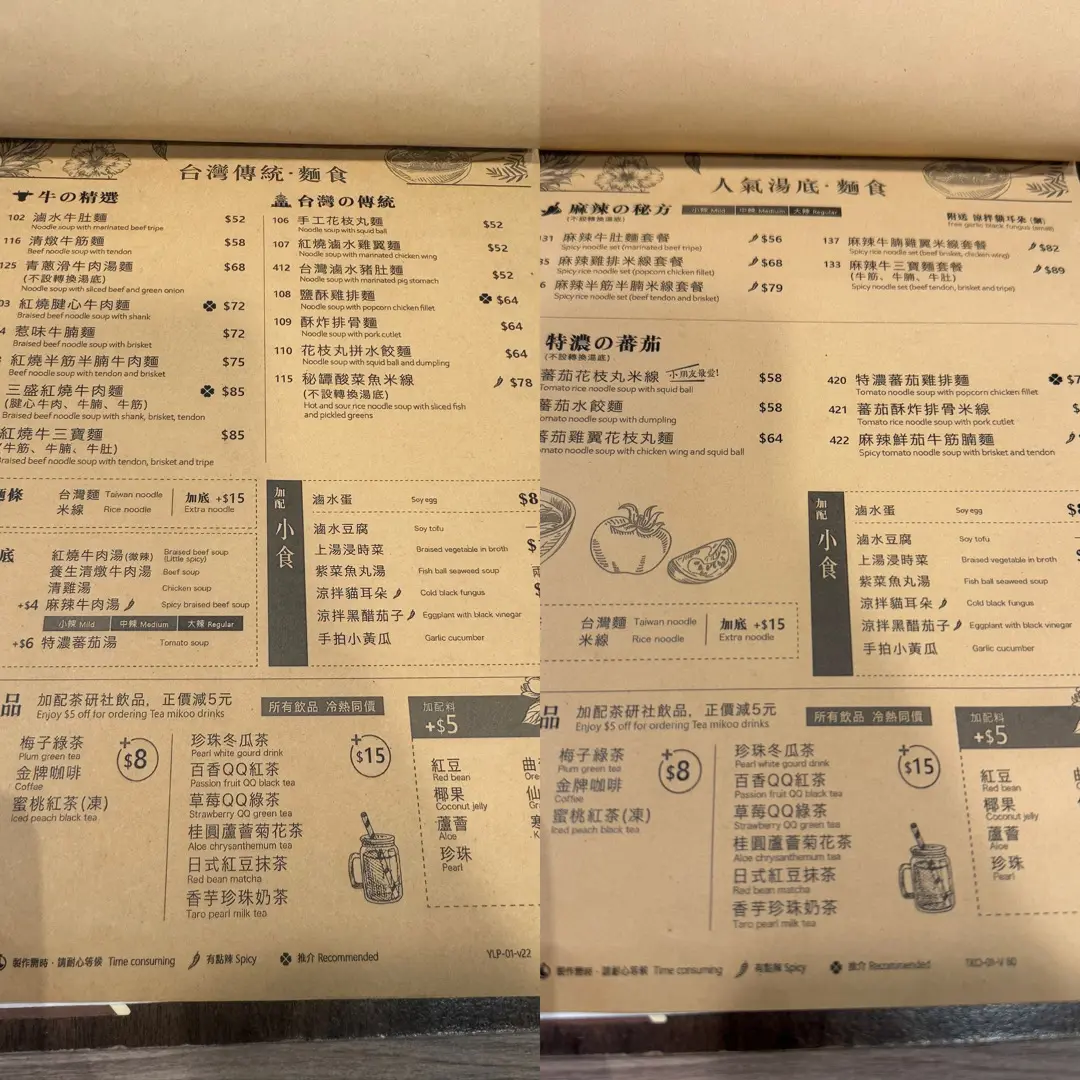 台灣傳統·麵食
牛の精選
102 滷水牛肚麵 $52
Noodle soup with marinated beef tripe
116 清燉牛筋麵 $58
Beef noodle soup with tendon
125 青蔥滑牛肉湯麵 $68
(不設轉換湯底)
Noodle soup with sliced beef and green onion
03 紅燒腱心牛肉麵 $72
Braised beef noodle soup with shank
4 惹味牛腩麵 $72
Braised beef noodle soup with brisket
紅燒半筋半腩牛肉麵 $75
Beef noodle soup with tendon and brisket
三盛紅燒牛肉麵 $85
(腱心牛肉、牛腩、牛筋)
Braised beef noodle soup with shank, brisket, tendon
紅燒牛三寶麵 $85
(牛筋、牛腩、牛肚)
Braised beef noodle soup with tendon, brisket and tripe
台灣の傳統
106 手工花枝丸麵 $52
Noodle soup with squid ball
107 紅燒滷水雞翼麵 $52
Noodle soup with marinated chicken wing
412 台灣滷水豬肚麵 $52
Noodle soup with marinated pig stomach
108 鹽酥雞排麵 $64
Noodle soup with popcorn chicken fillet
109 酥炸排骨麵 $64
Noodle soup with pork cutlet
110 花枝丸拼水餃麵 $64
Noodle soup with squid ball and dumpling
115 秘罈酸菜魚米線 $78
(不設轉換湯底)
Hot and sour rice noodle soup with sliced fish
and pickled greens
麵條 台灣麵 Taiwan noodle
米線 Rice noodle
加底 +$15
Extra noodle
底 紅燒牛肉湯(微辣) Braised beef soup
(Little spicy)
養生清燉牛肉湯 Beef soup
清雞湯 Chicken soup
+$4 麻辣牛肉湯 Spicy braised beef soup
小辣 Mild 中辣 Medium 大辣 Regular
+$6 特濃蕃茄湯 Tomato soup
加配 小食
滷水蛋 Soy egg $8
滷水豆腐 Soy tofu
上湯浸時菜 Braised vegetable in broth $
紫菜魚丸湯 Fish ball seaweed soup
涼拌貓耳朵 Cold black fungus
涼拌黑醋茄子 Eggplant with black vinegar
手拍小黃瓜 Garlic cucumber
品 加配茶研社飲品，正價減5元
Enjoy $5 off for ordering Tea mikoo drinks
所有飲品 冷熱同價
梅子綠茶
Plum green tea
金牌咖啡
Coffee
蜜桃紅茶(凍)
Iced peach black tea
+$8
珍珠冬瓜茶
Pearl white gourd drink
百香QQ紅茶
Passion fruit QQ black tea
草莓QQ綠茶
Strawberry QQ green tea
桂圓蘆薈菊花茶
Aloe chrysanthemum tea
日式紅豆抹茶
Red bean matcha
香芋珍珠奶茶
Taro pearl milk tea
+$15
加配料
+$5
紅豆
Red bean
椰果
Coconut jelly
蘆薈
Aloe
珍珠
Pearl
製作需時，請耐心等候 Time consuming
有點辣 Spicy
推介 Recommended
YLP-01-v22
人氣湯底·麵食
麻辣の秘方
(不設轉換湯底)
小辣 Mild 中辣 Medium 大辣 Regular
附送 涼拌貓耳朵 (細)
free garlic black fungus (small)
31 麻辣牛肚麵套餐 $56
Spicy noodle set (marinated beef tripe)
35 麻辣雞排米線套餐 $68
Spicy rice noodle set (popcorn chicken fillet)
6 麻辣半筋半腩米線套餐 $79
Spicy rice noodle set (beef tendon and brisket)
137 麻辣牛腩雞翼米線套餐 $82
Spicy rice noodle set (beef brisket, chicken wing)
133 麻辣牛三寶麵套餐 $89
(牛筋、牛腩、牛肚)
Spicy noodle set (beef tendon, brisket and tripe)
特濃の蕃茄
(不設轉換湯底)
蕃茄花枝丸米線 小朋友最愛! $58
Tomato rice noodle soup with squid ball
蕃茄水餃麵 $58
Tomato noodle soup with dumpling
蕃茄雞翼花枝丸麵 $64
Tomato noodle soup with chicken wing and squid ball
420 特濃蕃茄雞排麵 $7
Tomato noodle soup with popcorn chicken fillet
421 蕃茄酥炸排骨米線 $
Tomato rice noodle soup with pork cutlet
422 麻辣鮮茄牛筋腩麵
Spicy tomato noodle soup with brisket and tendon
台灣麵 Taiwan noodle
米線 Rice noodle
加底 +$15
Extra noodle
加配 小食
滷水蛋 Soy egg $8
滷水豆腐 Soy tofu
上湯浸時菜 Braised vegetable in broth
紫菜魚丸湯 Fish ball seaweed soup
涼拌貓耳朵 Cold black fungus
涼拌黑醋茄子 Eggplant with black vinegar
手拍小黃瓜 Garlic cucumber
品 加配茶研社飲品，正價減5元
Enjoy $5 off for ordering Tea mikoo drinks
所有飲品 冷熱同價
梅子綠茶
Plum green tea
金牌咖啡
Coffee
蜜桃紅茶(凍)
Iced peach black tea
+$8
珍珠冬瓜茶
Pearl white gourd drink
百香QQ紅茶
Passion fruit QQ black tea
草莓QQ綠茶
Strawberry QQ green tea
桂圓蘆薈菊花茶
Aloe chrysanthemum tea
日式紅豆抹茶
Red bean matcha
香芋珍珠奶茶
Taro pearl milk tea
+$15
加配料
+$5
紅豆
Red bean
椰果
Coconut jelly
蘆薈
Aloe
珍珠
Pearl
製作需時，請耐心等候 Time consuming
有點辣 Spicy
推介 Recommended